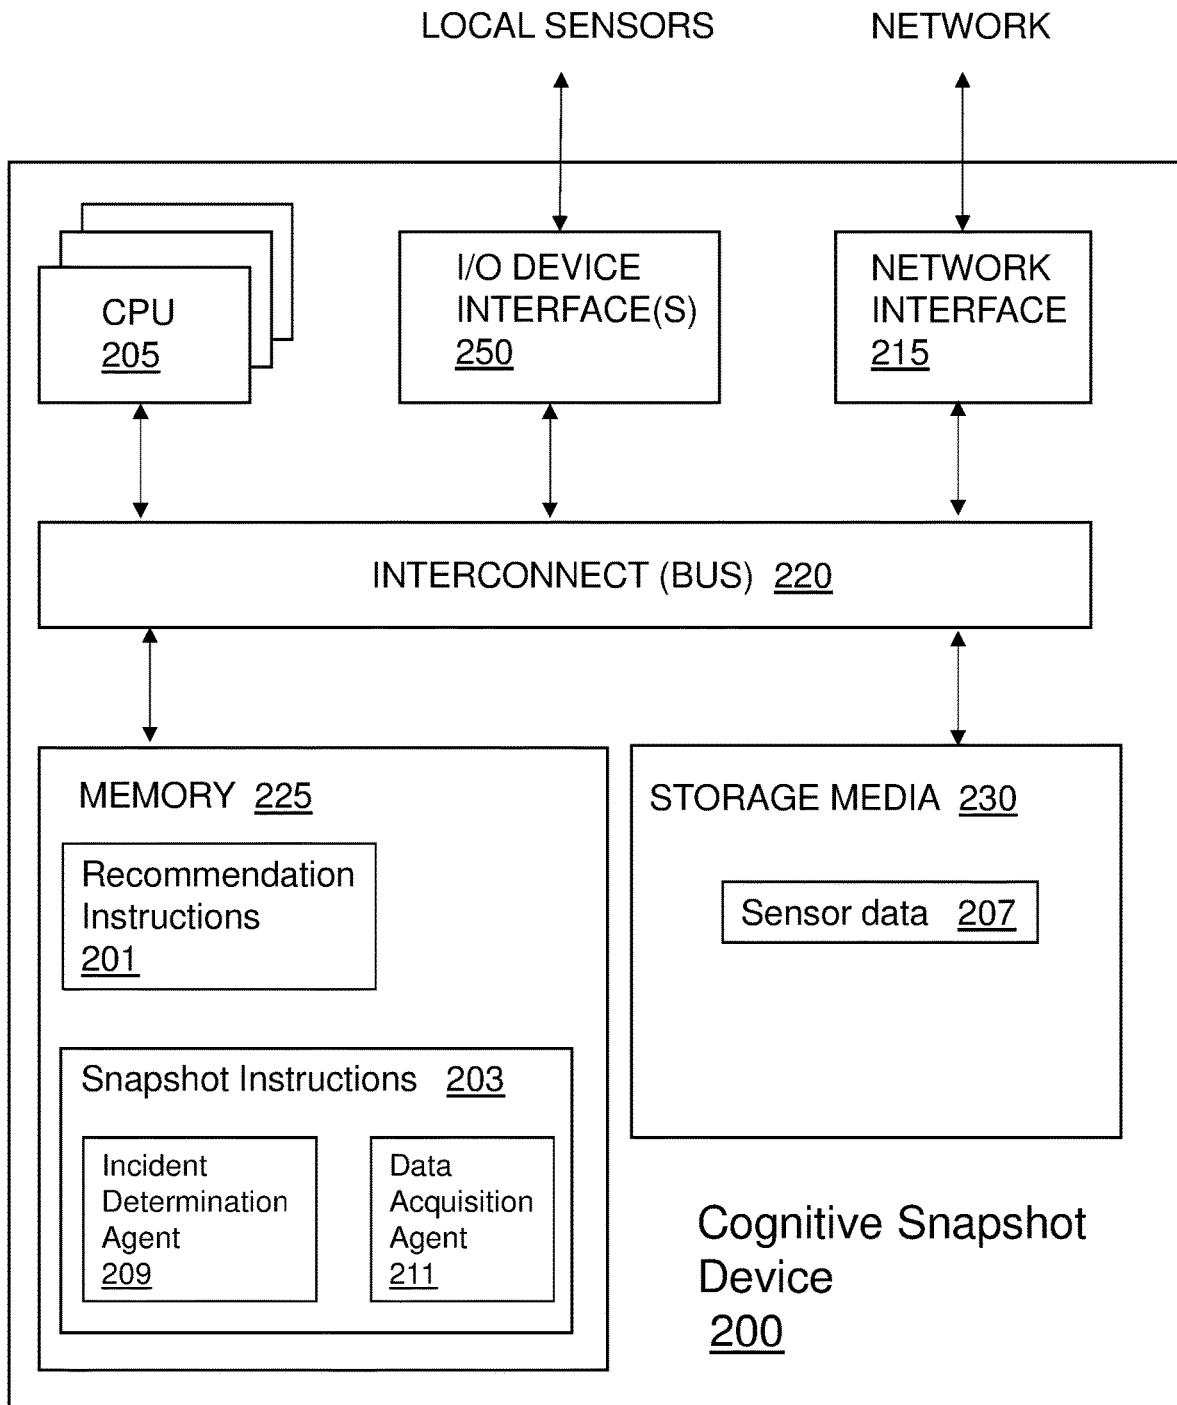 LOCAL SENSORS
NETWORK
CPU
205
I/O DEVICE
INTERFACE(S)
250
NETWORK
INTERFACE
215
INTERCONNECT (BUS) 220
MEMORY 225
Recommendation
Instructions
201
Snapshot Instructions 203
Incident
Determination
Agent
209
Data
Acquisition
Agent
211
STORAGE MEDIA 230
Sensor data 207
Cognitive Snapshot
Device
200